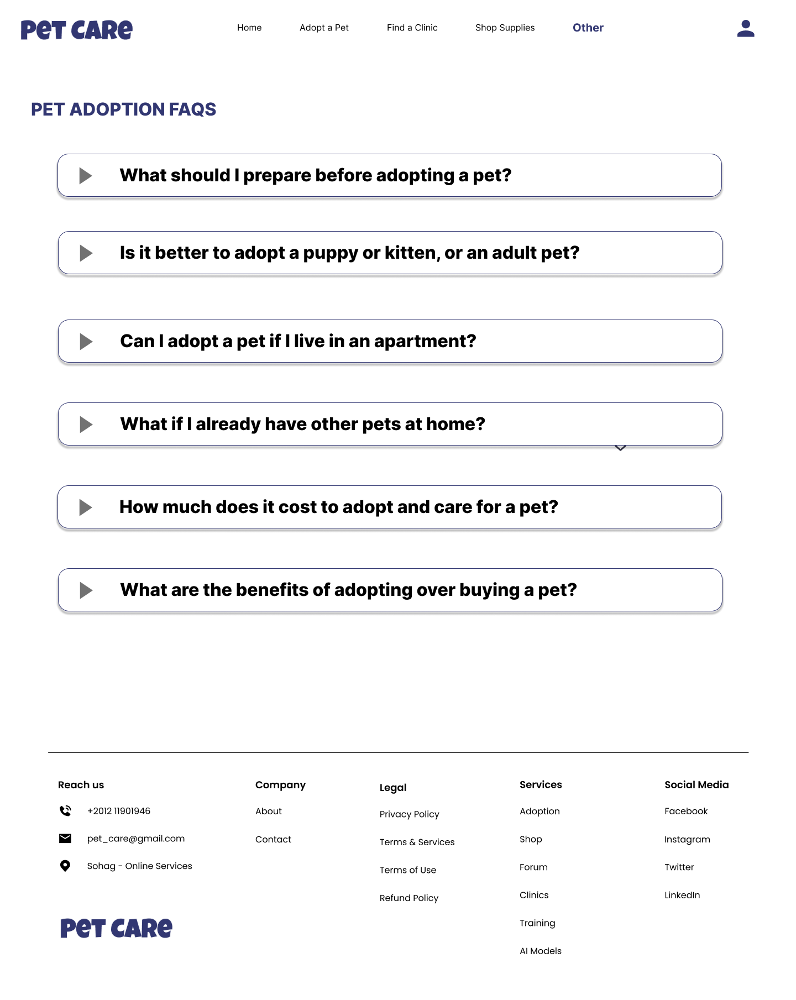 PeT CARe
Home
Adopt a Pet
Find a Clinic
Shop Supplies
Other
PET ADOPTION FAQS
What should I prepare before adopting a pet?
Is it better to adopt a puppy or kitten, or an adult pet?
Can I adopt a pet if I live in an apartment?
What if I already have other pets at home?
How much does it cost to adopt and care for a pet?
What are the benefits of adopting over buying a pet?
Reach us
+2012 11901946
pet_care@gmail.com
Sohag - Online Services
PeT CARe
Company
About
Contact
Legal
Privacy Policy
Terms & Services
Terms of Use
Refund Policy
Services
Adoption
Shop
Forum
Clinics
Training
AI Models
Social Media
Facebook
Instagram
Twitter
LinkedIn